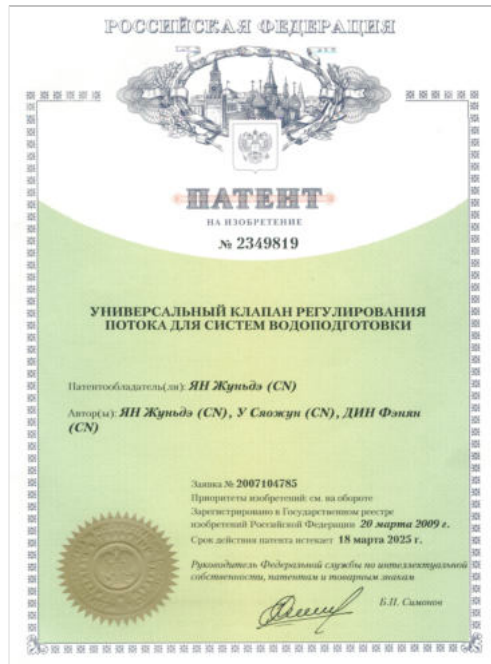 РОССИЙСКАЯ ФЕДЕРАЦИЯ
ПАТЕНТ
НА ИЗОБРЕТЕНИЕ
№ 2349819
УНИВЕРСАЛЬНЫЙ КЛАПАН РЕГУЛИРОВАНИЯ
ПОТОКА ДЛЯ СИСТЕМ ВОДОПОДГОТОВКИ
Патентообладатель(ли): ЯН Жуньдэ (CN)
Автор(ы): ЯН Жуньдэ (CN), У Сяожун (CN), ДИН Фэнян
(CN)
Заявка № 2007104785
Приоритеты изобретений: см. на обороте
Зарегистрировано в Государственном реестре
изобретений Российской Федерации 20 марта 2009 г.
Срок действия патента истекает 18 марта 2025 г.
Руководитель Федеральной службы по интеллектуальной
собственности, патентам и товарным знакам
Б.П. Симонов